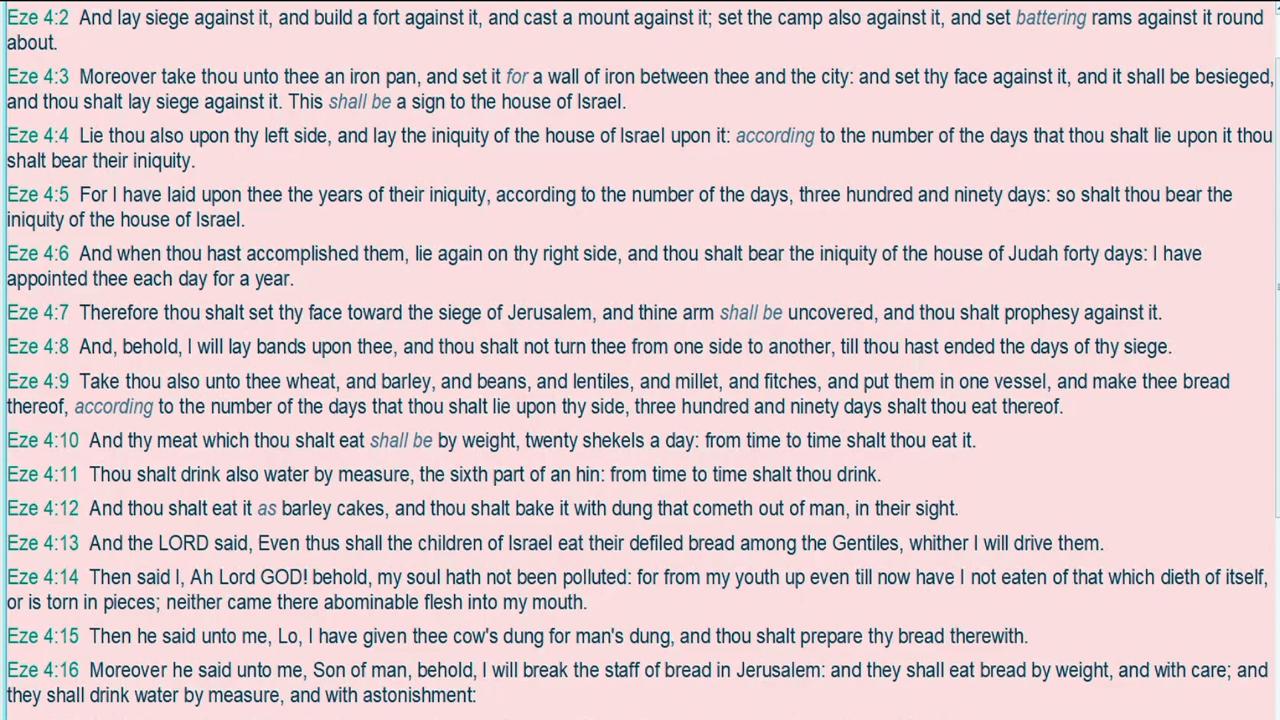 Eze 4:2 And lay siege against it, and build a fort against it, and cast a mount against it; set the camp also against it, and set battering rams against it round
about.
Eze 4:3 Moreover take thou unto thee an iron pan, and set it for a wall of iron between thee and the city: and set thy face against it, and it shall be besieged,
and thou shalt lay siege against it. This shall be a sign to the house of Israel.
Eze 4:4 Lie thou also upon thy left side, and lay the iniquity of the house of Israel upon it: according to the number of the days that thou shalt lie upon it thou
shalt bear their iniquity.
Eze 4:5 For I have laid upon thee the years of their iniquity, according to the number of the days, three hundred and ninety days: so shalt thou bear the
iniquity of the house of Israel.
Eze 4:6 And when thou hast accomplished them, lie again on thy right side, and thou shalt bear the iniquity of the house of Judah forty days: I have
appointed thee each day for a year.
Eze 4:7 Therefore thou shalt set thy face toward the siege of Jerusalem, and thine arm shall be uncovered, and thou shalt prophesy against it.
Eze 4:8 And, behold, I will lay bands upon thee, and thou shalt not turn thee from one side to another, till thou hast ended the days of thy siege.
Eze 4:9 Take thou also unto thee wheat, and barley, and beans, and lentiles, and millet, and fitches, and put them in one vessel, and make thee bread
thereof, according to the number of the days that thou shalt lie upon thy side, three hundred and ninety days shalt thou eat thereof.
Eze 4:10 And thy meat which thou shalt eat shall be by weight, twenty shekels a day: from time to time shalt thou eat it.
Eze 4:11 Thou shalt drink also water by measure, the sixth part of an hin: from time to time shalt thou drink.
Eze 4:12 And thou shalt eat it as barley cakes, and thou shalt bake it with dung that cometh out of man, in their sight.
Eze 4:13 And the LORD said, Even thus shall the children of Israel eat their defiled bread among the Gentiles, whither I will drive them.
Eze 4:14 Then said I, Ah Lord GOD! behold, my soul hath not been polluted: for from my youth up even till now have I not eaten of that which dieth of itself,
or is torn in pieces; neither came there abominable flesh into my mouth.
Eze 4:15 Then he said unto me, Lo, I have given thee cow's dung for man's dung, and thou shalt prepare thy bread therewith.
Eze 4:16 Moreover he said unto me, Son of man, behold, I will break the staff of bread in Jerusalem: and they shall eat bread by weight, and with care; and
they shall drink water by measure, and with astonishment: